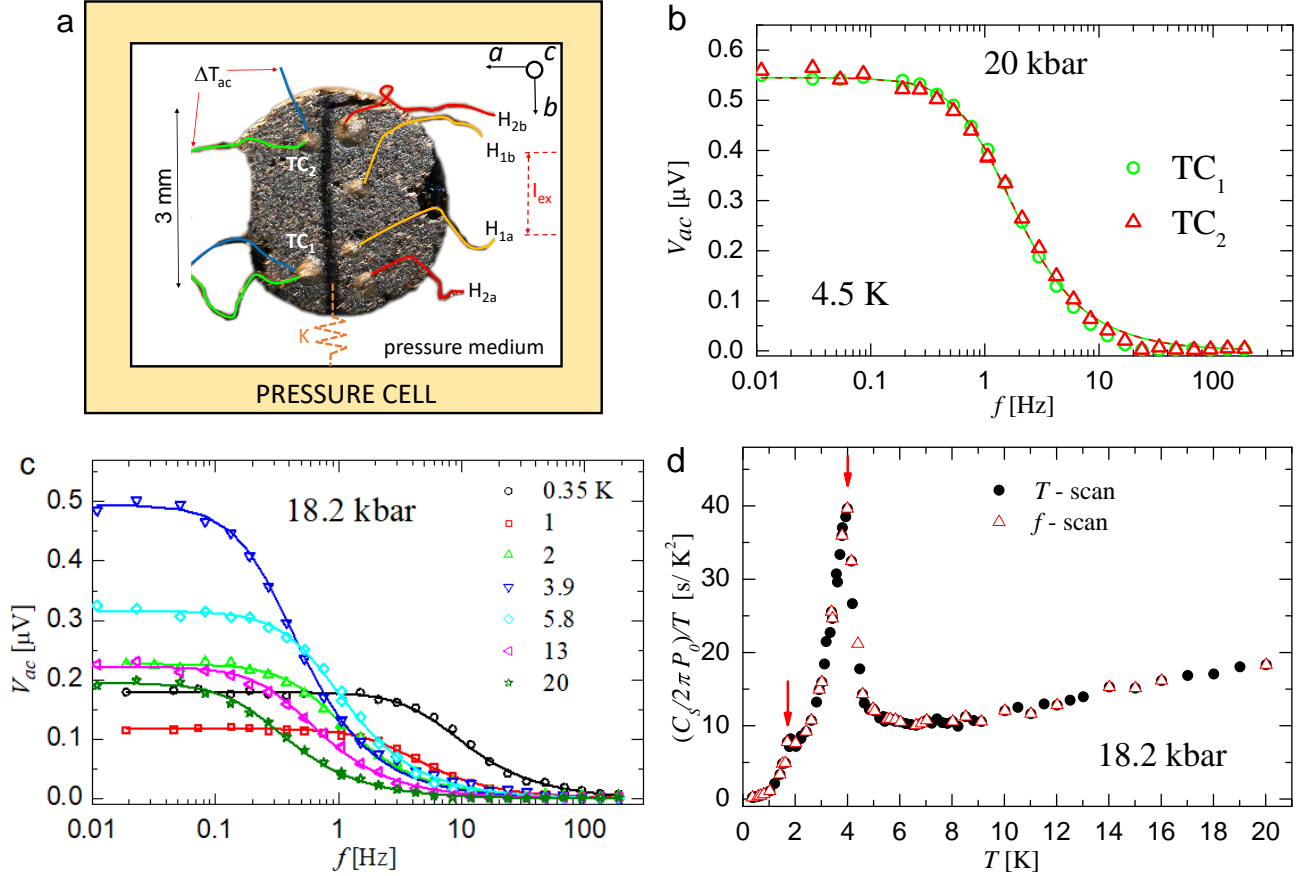 a
ΔT_ac
a
c
b
H_2b
H_1b
TC_2
3 mm
I_ex
TC_1
H_1a
H_2a
K
pressure medium
PRESSURE CELL
b
20 kbar
V_ac [μV]
0.6
0.5
0.4
0.3
0.2
0.1
0.0
TC_1
TC_2
4.5 K
0.01 0.1 1 10 100
f [Hz]
c
18.2 kbar
V_ac [μV]
0.5
0.4
0.3
0.2
0.1
0.0
0.35 K
1
2
3.9
5.8
13
20
0.01 0.1 1 10 100
f [Hz]
d
(C_S/2π P_0)/T [s/ K²]
40
30
20
10
0
T - scan
f - scan
18.2 kbar
0 2 4 6 8 10 12 14 16 18 20
T [K]